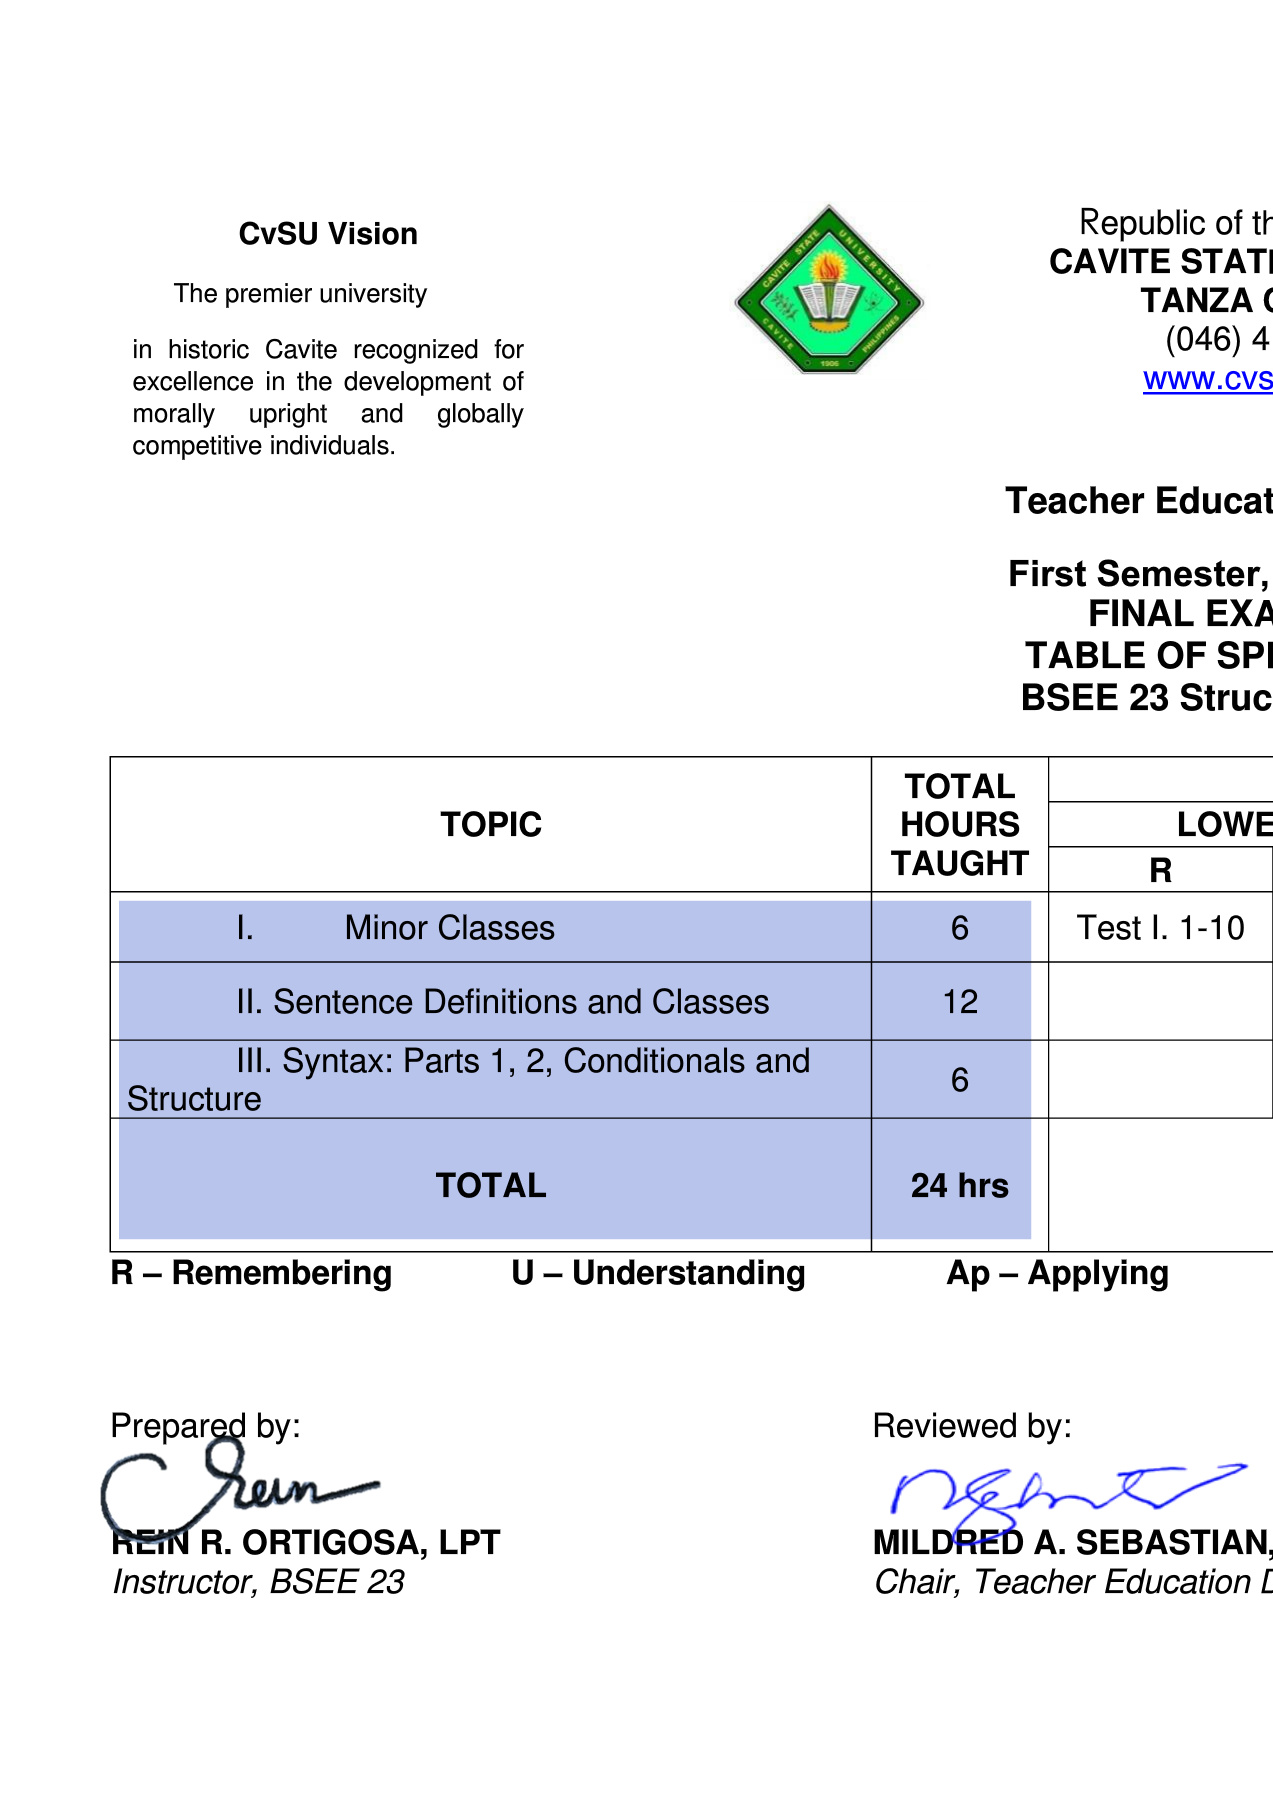 CvSU Vision
The premier university
in historic Cavite recognized for
excellence in the development of
morally upright and globally
competitive individuals.
CAVITE STATE UNIVERSITY
CAVITE
PHILIPPINES
1906
Republic of th
CAVITE STATE
TANZA C
(046) 4
www.cvs
Teacher Educat
First Semester,
FINAL EXA
TABLE OF SPE
BSEE 23 Struc
TOPIC
TOTAL
HOURS
TAUGHT
LOWE
R
I. Minor Classes 6 Test I. 1-10
II. Sentence Definitions and Classes 12
III. Syntax: Parts 1, 2, Conditionals and
Structure 6
TOTAL 24 hrs
R – Remembering U – Understanding Ap – Applying
Prepared by: Reviewed by:
Rein
REIN R. ORTIGOSA, LPT MILDRED A. SEBASTIAN,
Instructor, BSEE 23 Chair, Teacher Education D